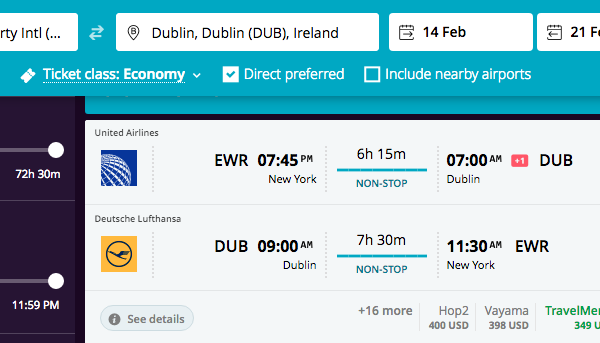 rty Intl (...
Dublin, Dublin (DUB), Ireland
14 Feb
21 Fe
Ticket class: Economy
Direct preferred
Include nearby airports
72h 30m
11:59 PM
United Airlines
EWR 07:45 PM
New York
6h 15m
NON-STOP
07:00 AM +1 DUB
Dublin
Deutsche Lufthansa
DUB 09:00 AM
Dublin
7h 30m
NON-STOP
11:30 AM EWR
New York
See details
+16 more
Hop2
400 USD
Vayama
398 USD
TravelMer
349 U